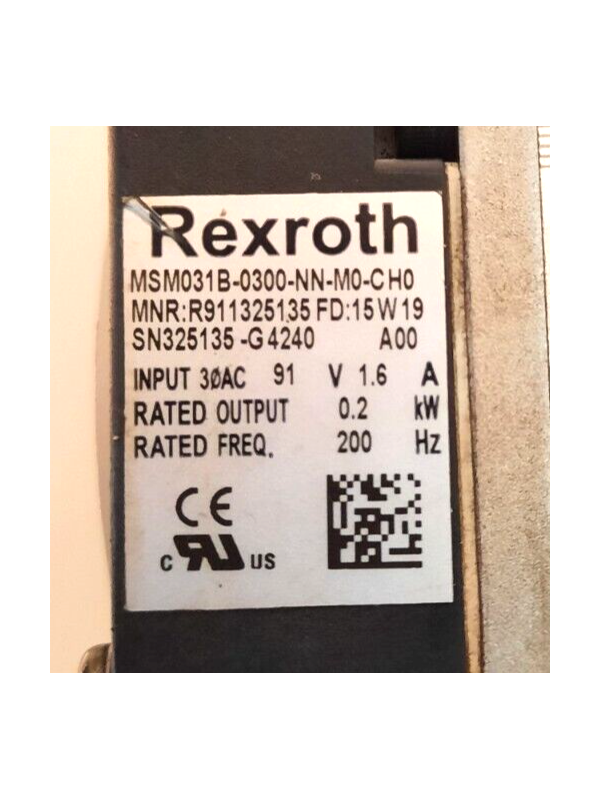 Rexroth
MSM031B-0300-NN-M0-CH0
MNR:R911325135 FD:15W19
SN325135-G4240 A00
INPUT 3øAC 91 V 1.6 A
RATED OUTPUT 0.2 kW
RATED FREQ. 200 Hz
CE
c RU US